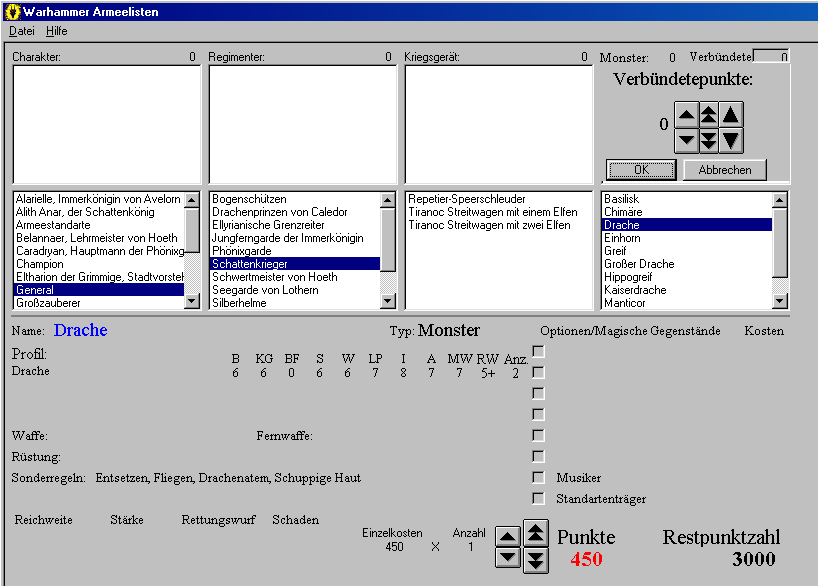 Warhammer Armeelisten
Datei Hilfe
Charakter: 0 Regimenter: 0 Kriegsgerät: 0 Monster: 0 Verbündete 0
Verbündetepunkte:
0
OK Abbrechen
Alarielle, Immerkönigin von Avelorn
Alith Anar, der Schattenkönig
Armeestandarte
Belannaer, Lehrmeister von Hoeth
Caradryan, Hauptmann der Phönixg
Champion
Eltharion der Grimmige, Stadtvorsteh
General
Großzauberer
Bogenschützen
Drachenprinzen von Caledor
Ellyrianische Grenzreiter
Jungferngarde der Immerkönigin
Phönixgarde
Schattenkrieger
Schwertmeister von Hoeth
Seegarde von Lothern
Silberhelme
Repetier-Speerschleuder
Tiranoc Streitwagen mit einem Elfen
Tiranoc Streitwagen mit zwei Elfen
Basilisk
Chimäre
Drache
Einhorn
Greif
Großer Drache
Hippogreif
Kaiserdrache
Manticor
Name: Drache Typ: Monster Optionen/Magische Gegenstände Kosten
Profil: B KG BF S W LP I A MW RW Anz.
Drache 6 6 0 6 6 7 8 7 7 5+ 2
Waffe: Fernwaffe:
Rüstung:
Sonderregeln: Entsetzen, Fliegen, Drachenatem, Schuppige Haut Musiker
Standartenträger
Reichweite Stärke Rettungswurf Schaden
Einzelkosten Anzahl Punkte Restpunktzahl
450 X 1 450 3000